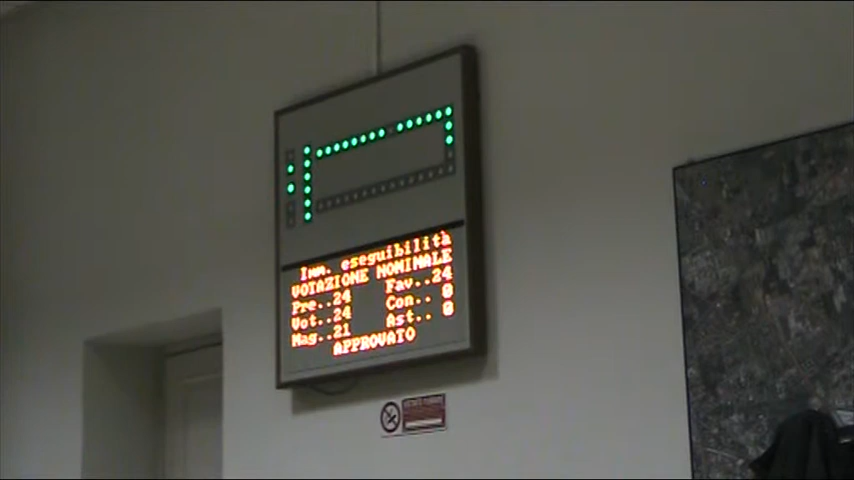 Imm. eseguibilità
VOTAZIONE NOMINALE
Pre..24 Fav..24
Vot..24 Con.. 0
Mag..21 Ast.. 0
APPROVATO